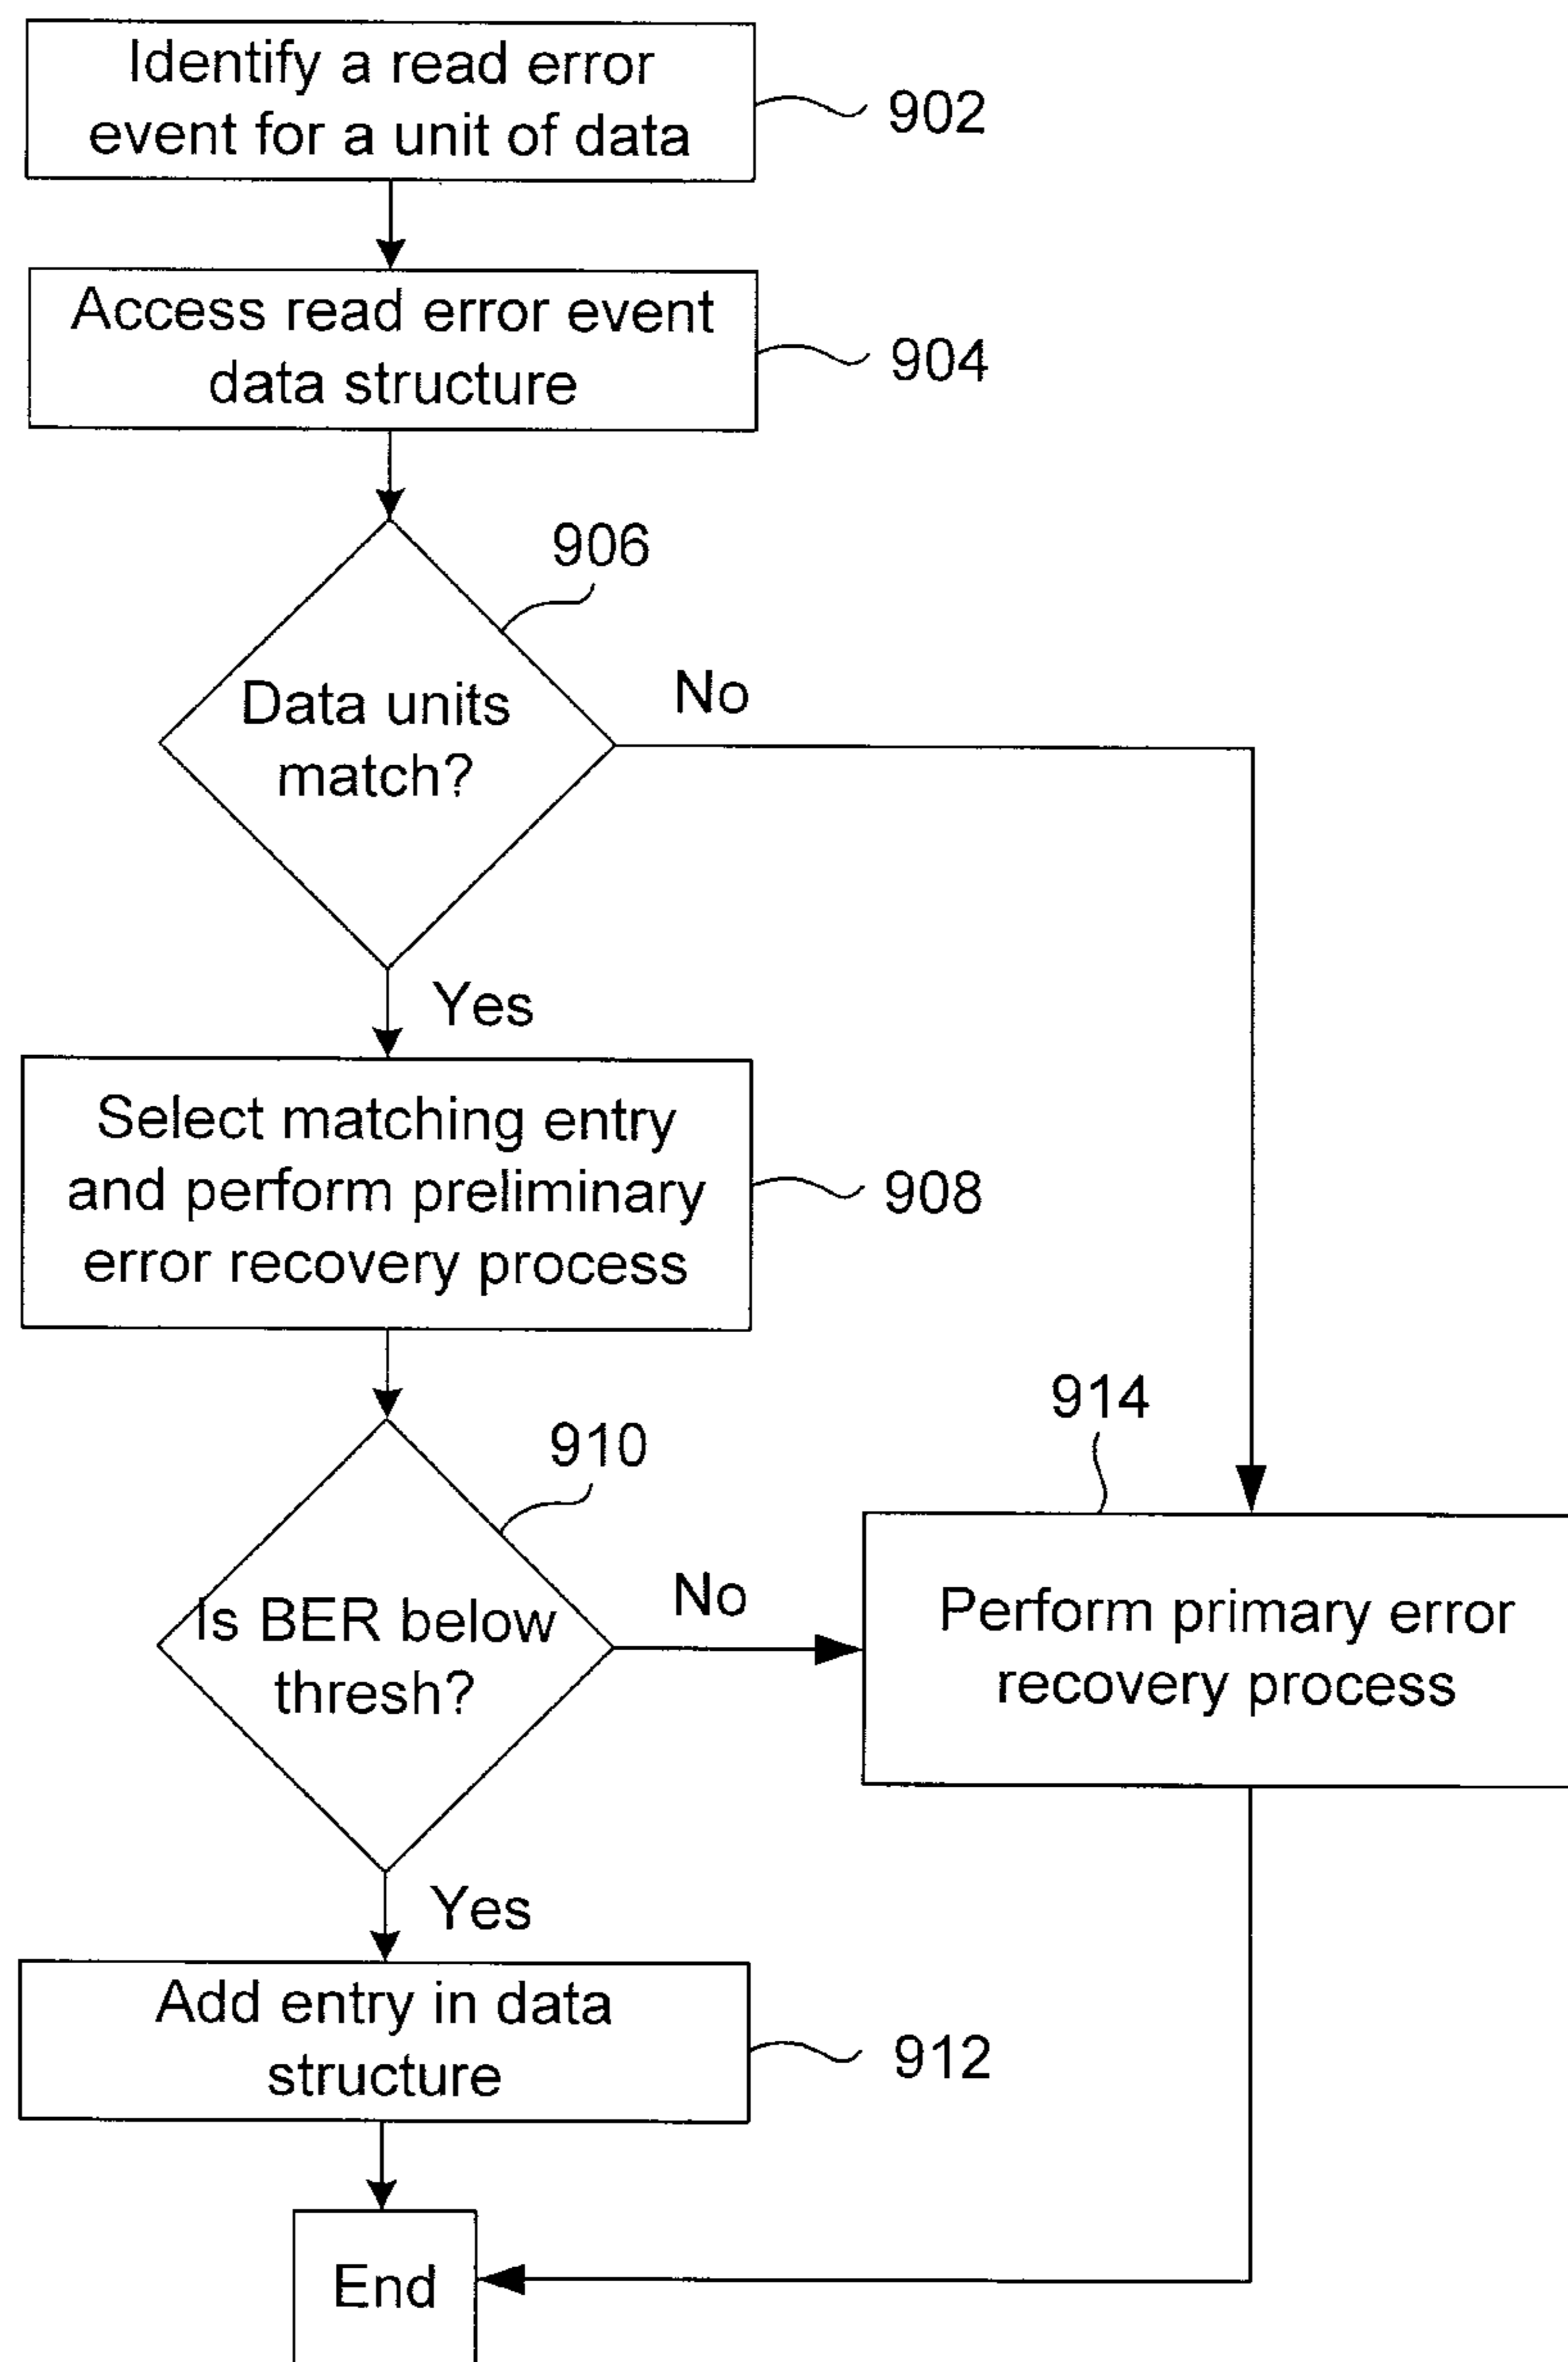 Identify a read error
event for a unit of data
902
Access read error event
data structure
904
906
Data units
match?
No
Yes
Select matching entry
and perform preliminary
error recovery process
908
910
Is BER below
thresh?
No
914
Perform primary error
recovery process
Yes
Add entry in data
structure
912
End